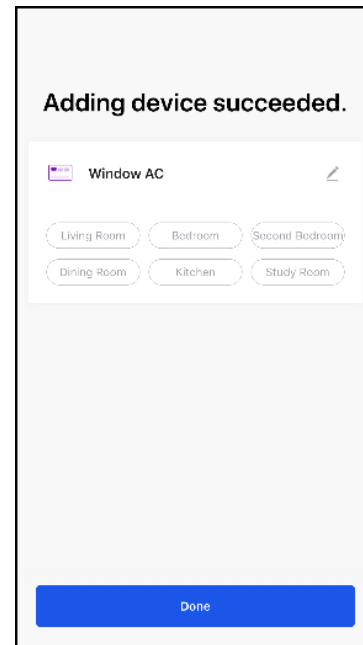 Adding device succeeded.
Window AC
Living Room Bedroom Second Bedroom
Dining Room Kitchen Study Room
Done